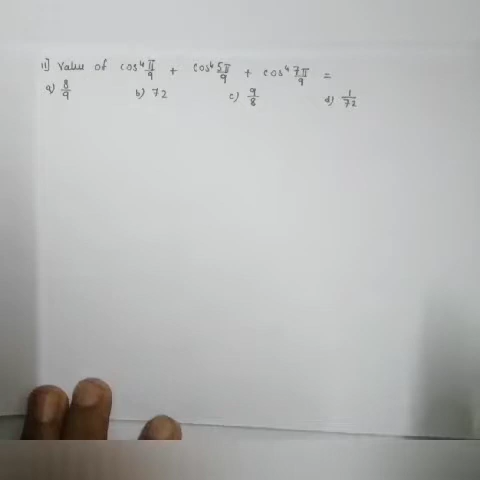 11] Value of cos⁴ π/9 + cos⁴ 5π/9 + cos⁴ 7π/9 =
a) 8/9 b) 72 c) 9/8 d) 1/72